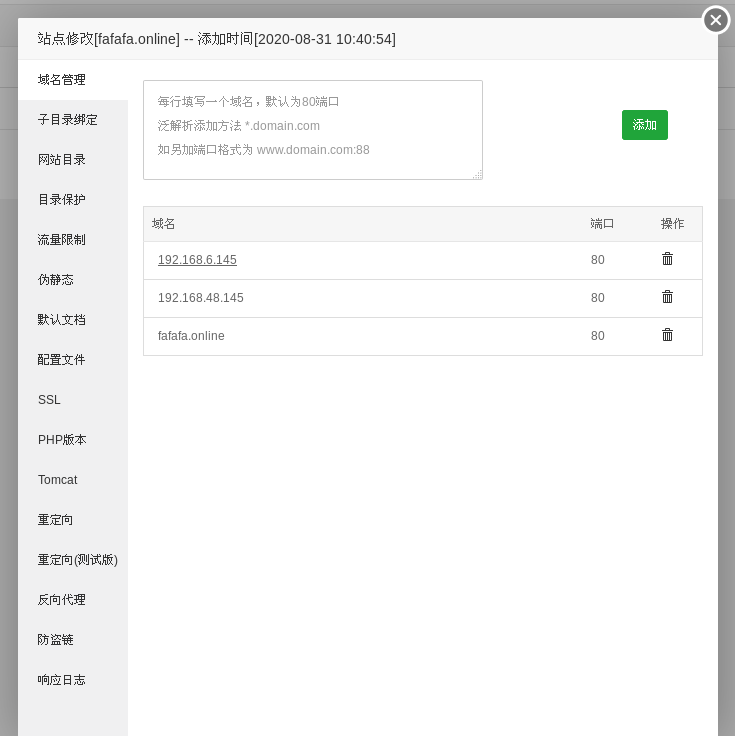 站点修改[fafafa.online] -- 添加时间[2020-08-31 10:40:54]
域名管理
子目录绑定
网站目录
目录保护
流量限制
伪静态
默认文档
配置文件
SSL
PHP版本
Tomcat
重定向
重定向(测试版)
反向代理
防盗链
响应日志
每行填写一个域名，默认为80端口
泛解析添加方法 *.domain.com
如另加端口格式为 www.domain.com:88
添加
域名 端口 操作
192.168.6.145 80
192.168.48.145 80
fafafa.online 80